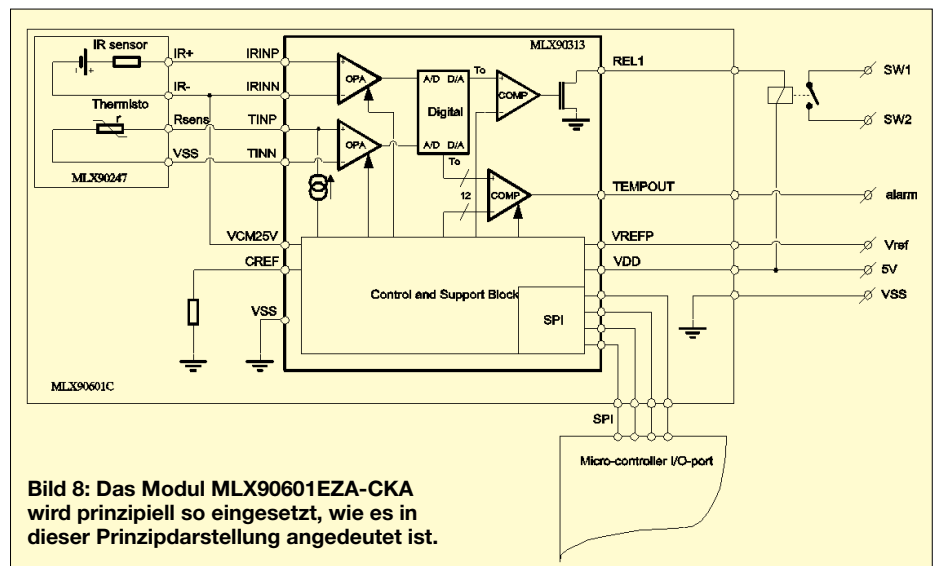 MLX90313
IR sensor
IR+
IRINP
OPA
IR-
IRINN
Thermisto
Rsens
TINP
OPA
VSS
TINN
MLX90247
A/D D/A
Digital
A/D D/A
To
To
COMP
COMP
12
REL1
SW1
SW2
TEMPOUT
alarm
VREFP
Vref
VDD
5V
VSS
VCM25V
CREF
VSS
Control and Support Block
SPI
MLX90601C
SPI
Micro-controller I/O-port
Bild 8: Das Modul MLX90601EZA-CKA
wird prinzipiell so eingesetzt, wie es in
dieser Prinzipdarstellung angedeutet ist.